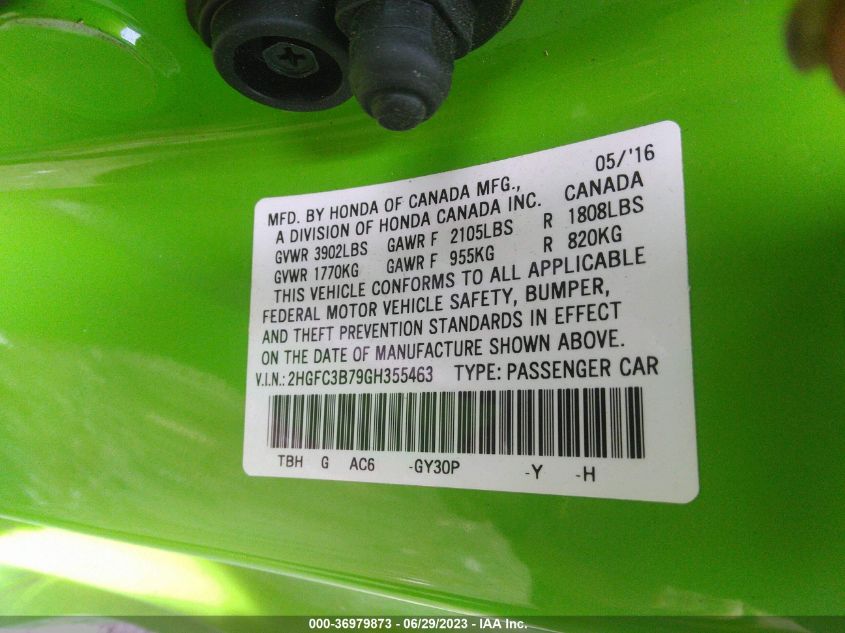 05/'16
MFD. BY HONDA OF CANADA MFG.,
A DIVISION OF HONDA CANADA INC. CANADA
GVWR 3902LBS GAWR F 2105LBS R 1808LBS
GVWR 1770KG GAWR F 955KG R 820KG
THIS VEHICLE CONFORMS TO ALL APPLICABLE
FEDERAL MOTOR VEHICLE SAFETY, BUMPER,
AND THEFT PREVENTION STANDARDS IN EFFECT
ON THE DATE OF MANUFACTURE SHOWN ABOVE.
V.I.N.: 2HGFC3B79GH355463 TYPE: PASSENGER CAR
TBH G AC6 -GY30P -Y -H
000-36979873 - 06/29/2023 - IAA Inc.